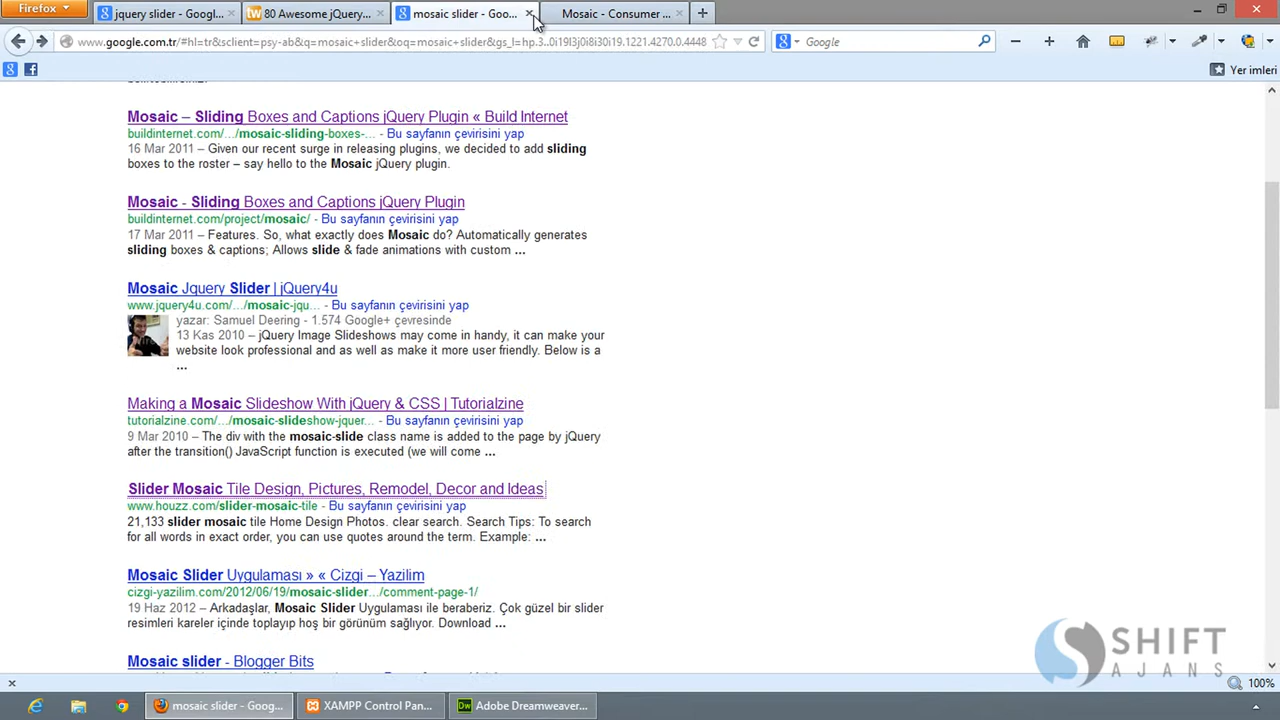 Firefox
jquery slider - Googl...
80 Awesome jQuery...
mosaic slider - Goo...
Mosaic - Consumer ...
www.google.com.tr/#hl=tr&sclient=psy-ab&q=mosaic+slider&oq=mosaic+slider&gs_l=hp.3..0i19l3j0i8i30i19.1221.4270.0.4448
Google
Yer imleri
Mosaic – Sliding Boxes and Captions jQuery Plugin « Build Internet
buildinternet.com/.../mosaic-sliding-boxes-... - Bu sayfanın çevirisini yap
16 Mar 2011 – Given our recent surge in releasing plugins, we decided to add sliding
boxes to the roster – say hello to the Mosaic jQuery plugin.
Mosaic - Sliding Boxes and Captions jQuery Plugin
buildinternet.com/project/mosaic/ - Bu sayfanın çevirisini yap
17 Mar 2011 – Features. So, what exactly does Mosaic do? Automatically generates
sliding boxes & captions; Allows slide & fade animations with custom ...
Mosaic Jquery Slider | jQuery4u
www.jquery4u.com/.../mosaic-jqu... - Bu sayfanın çevirisini yap
yazar: Samuel Deering - 1.574 Google+ çevresinde
13 Kas 2010 – jQuery Image Slideshows may come in handy, it can make your
website look professional and as well as make it more user friendly. Below is a
...
Making a Mosaic Slideshow With jQuery & CSS | Tutorialzine
tutorialzine.com/.../mosaic-slideshow-jquer... - Bu sayfanın çevirisini yap
9 Mar 2010 – The div with the mosaic-slide class name is added to the page by jQuery
after the transition() JavaScript function is executed (we will come ...
Slider Mosaic Tile Design, Pictures, Remodel, Decor and Ideas
www.houzz.com/slider-mosaic-tile - Bu sayfanın çevirisini yap
21,133 slider mosaic tile Home Design Photos. clear search. Search Tips: To search
for all words in exact order, you can use quotes around the term. Example: ...
Mosaic Slider Uygulaması » « Cizgi – Yazilim
cizgi-yazilim.com/2012/06/19/mosaic-slider.../comment-page-1/
19 Haz 2012 – Arkadaşlar, Mosaic Slider Uygulaması ile beraberiz. Çok güzel bir slider
resimleri kareler içinde toplayıp hoş bir görünüm sağlıyor. Download ...
Mosaic slider - Blogger Bits
SHIFT
AJANS
100%
mosaic slider - Goog...
XAMPP Control Pan...
Adobe Dreamweaver...